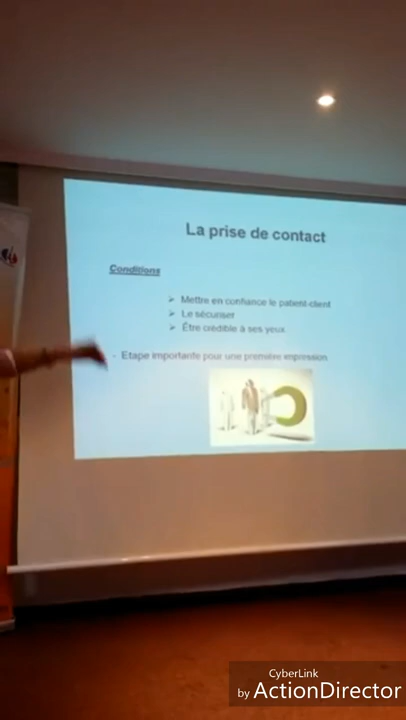 La prise de contact
Conditions
➢ Mettre en confiance le patient-client
➢ Le sécuriser
➢ Être crédible à ses yeux
- Etape importante pour une première impression
CyberLink
by ActionDirector